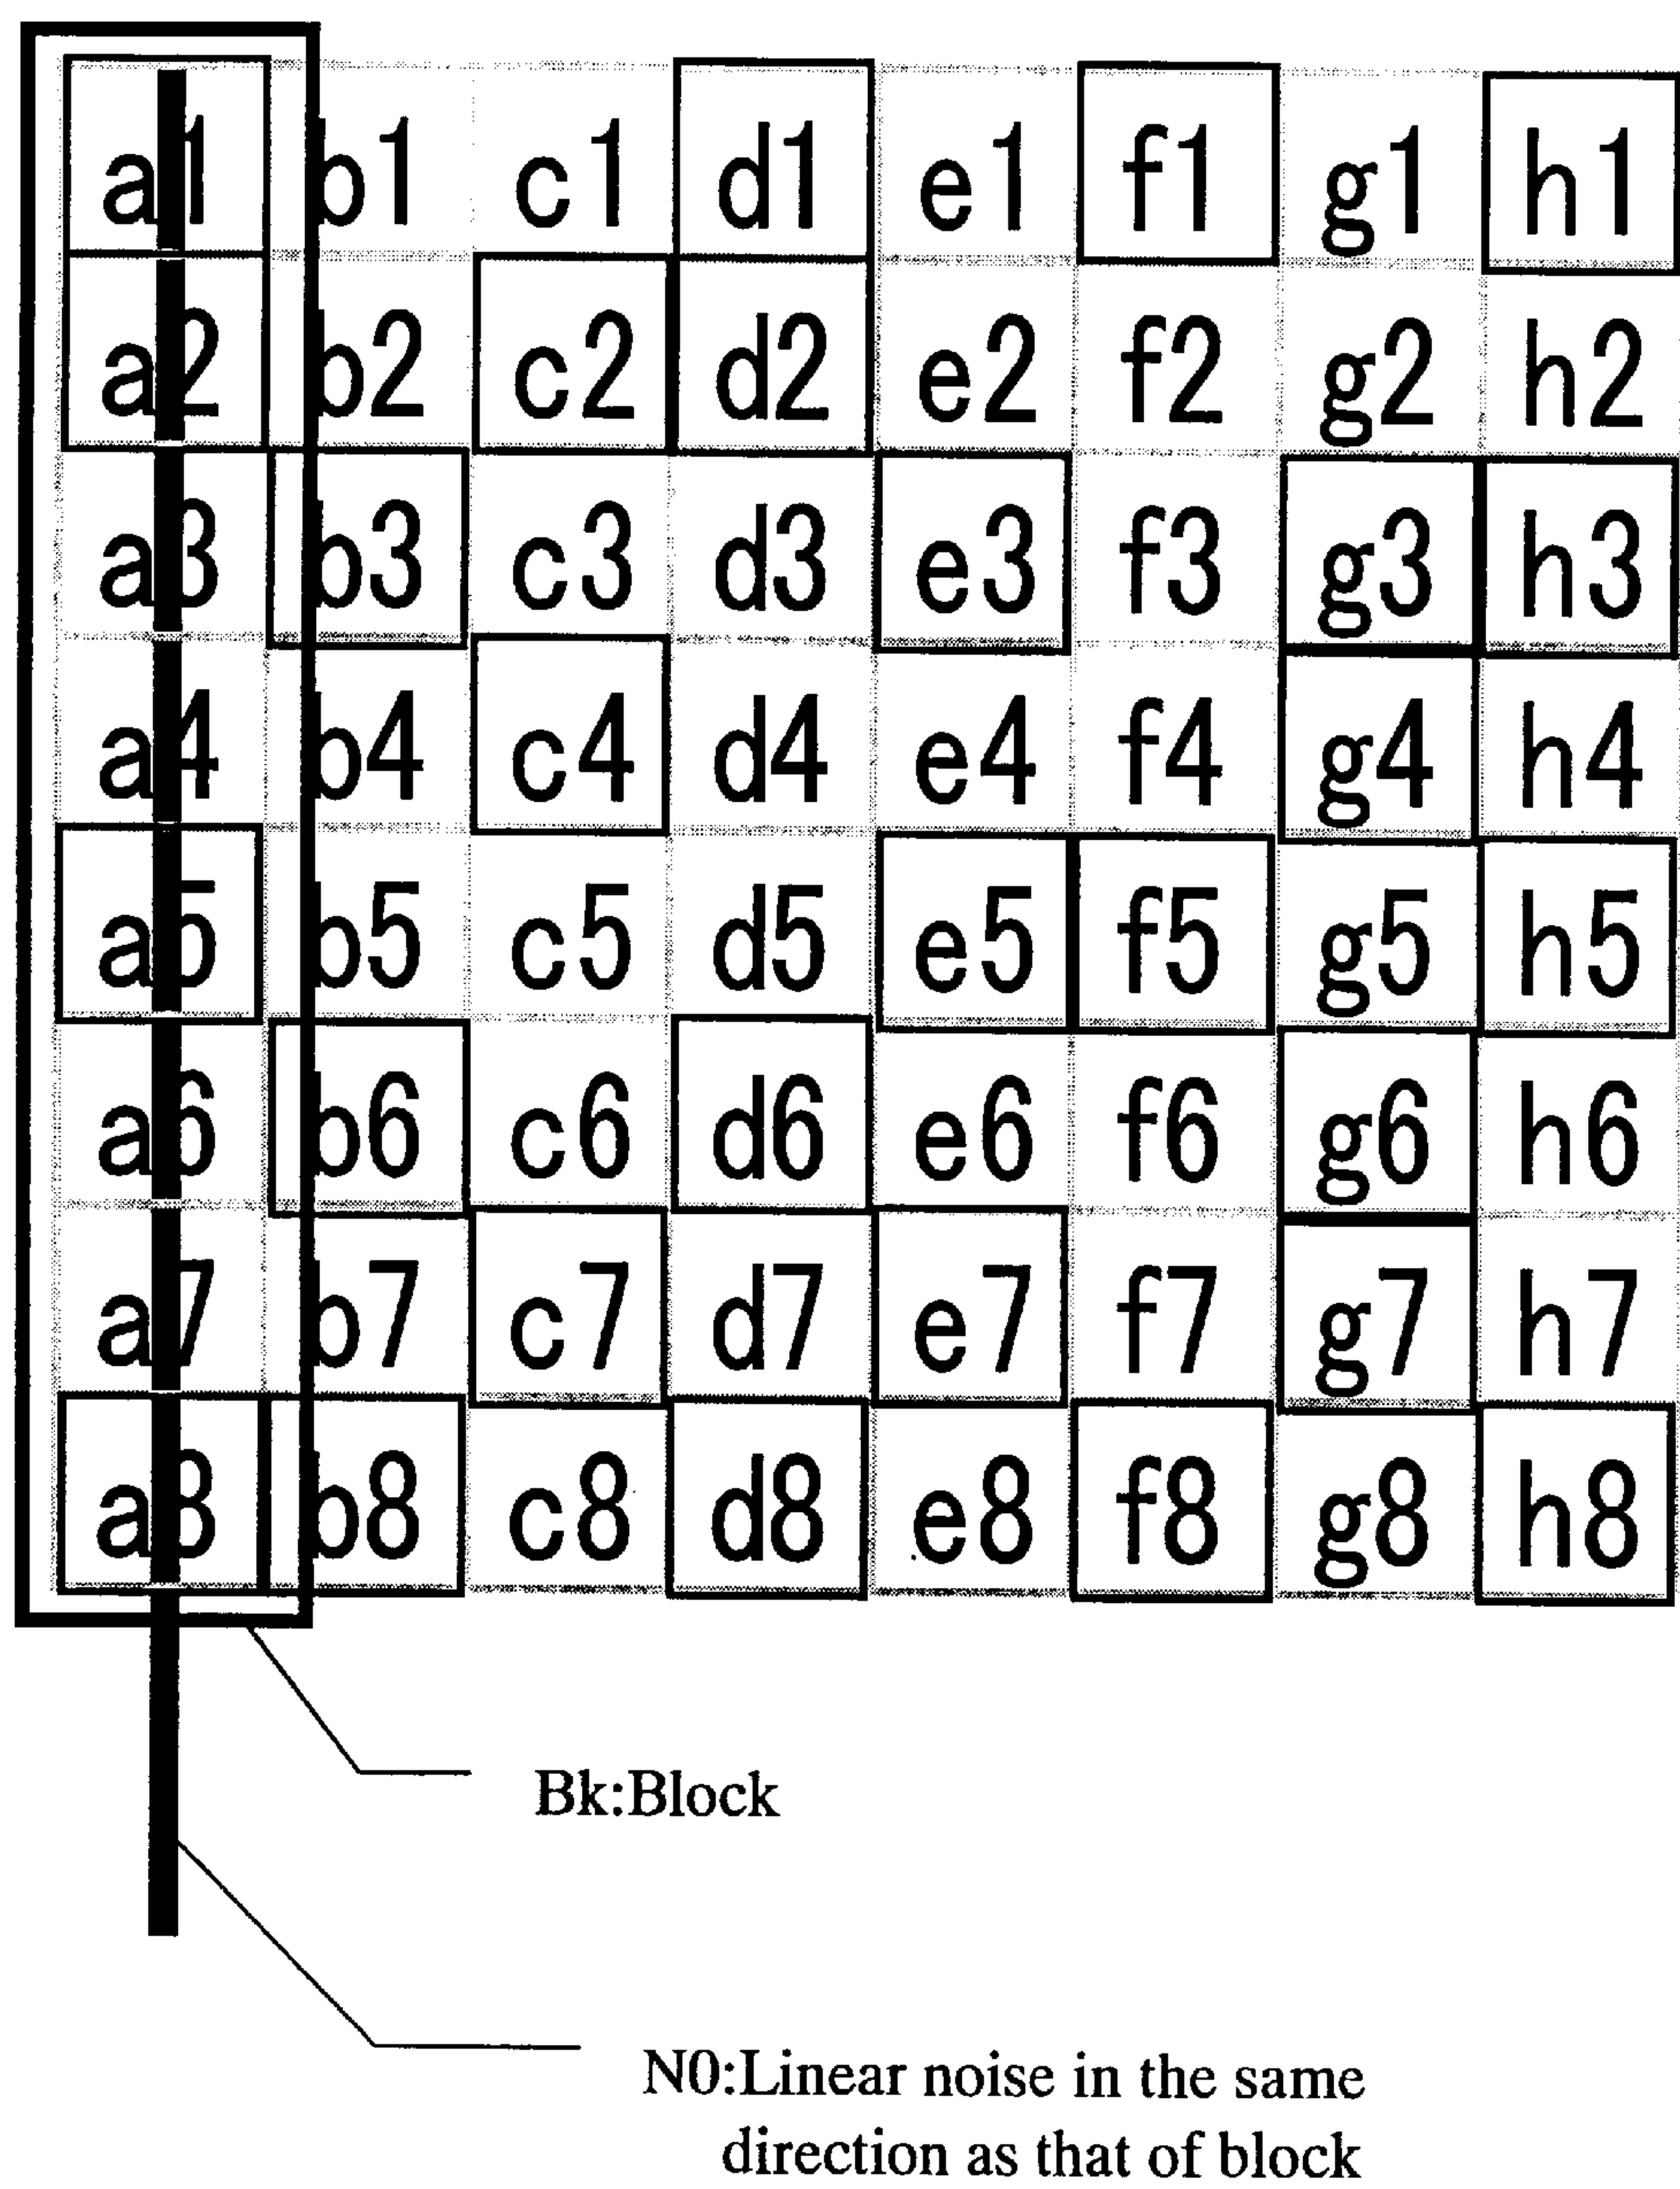 a1 b1 c1 d1 e1 f1 g1 h1
a2 b2 c2 d2 e2 f2 g2 h2
a3 b3 c3 d3 e3 f3 g3 h3
a4 b4 c4 d4 e4 f4 g4 h4
a5 b5 c5 d5 e5 f5 g5 h5
a6 b6 c6 d6 e6 f6 g6 h6
a7 b7 c7 d7 e7 f7 g7 h7
a8 b8 c8 d8 e8 f8 g8 h8
Bk:Block
N0:Linear noise in the same
direction as that of block